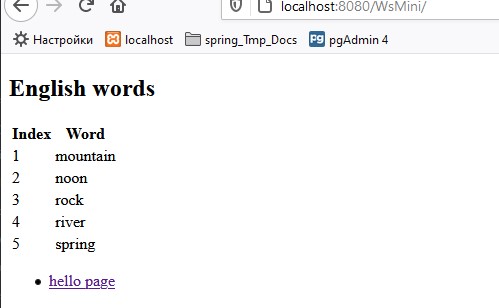 localhost:8080/WsMini/
Настройки localhost spring_Tmp_Docs pgAdmin 4
English words
Index Word
1 mountain
2 noon
3 rock
4 river
5 spring
hello page